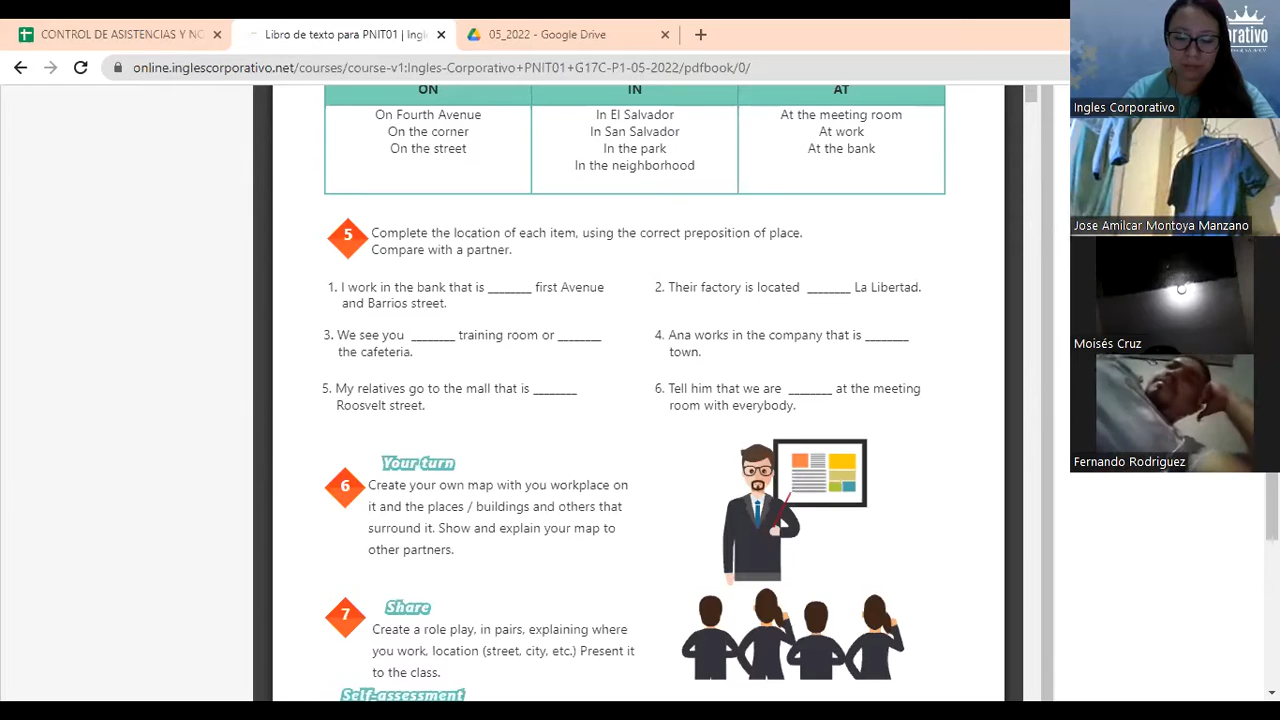 CONTROL DE ASISTENCIAS Y NO
Libro de texto para PNIT01 | Ingl
05_2022 - Google Drive
online.inglescorporativo.net/courses/course-v1:Ingles-Corporativo+PNIT01+G17C-P1-05-2022/pdfbook/0/
orativo
Ingles Corporativo
Jose Amilcar Montoya Manzano
Moisés Cruz
Fernando Rodriguez
ON IN AT
On Fourth Avenue In El Salvador At the meeting room
On the corner In San Salvador At work
On the street In the park At the bank
In the neighborhood
5 Complete the location of each item, using the correct preposition of place.
Compare with a partner.
1. I work in the bank that is _______ first Avenue
and Barrios street.
2. Their factory is located _______ La Libertad.
3. We see you _______ training room or _______
the cafeteria.
4. Ana works in the company that is _______
town.
5. My relatives go to the mall that is _______
Roosvelt street.
6. Tell him that we are _______ at the meeting
room with everybody.
Your turn
6 Create your own map with you workplace on
it and the places / buildings and others that
surround it. Show and explain your map to
other partners.
Share
7 Create a role play, in pairs, explaining where
you work, location (street, city, etc.) Present it
to the class.
Self-assessment